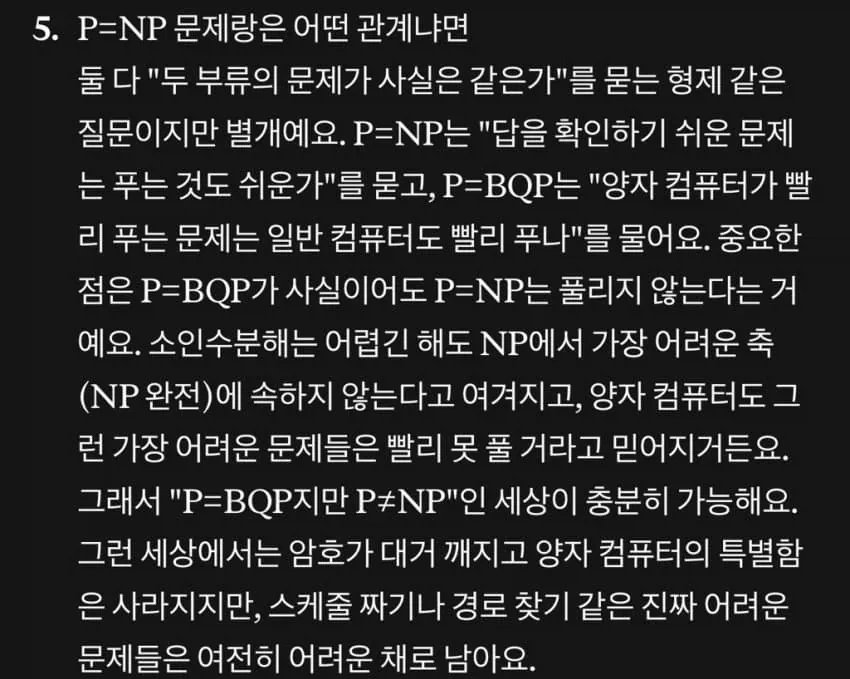 5. P=NP 문제랑은 어떤 관계냐면
둘 다 "두 부류의 문제가 사실은 같은가"를 묻는 형제 같은
질문이지만 별개예요. P=NP는 "답을 확인하기 쉬운 문제
는 푸는 것도 쉬운가"를 묻고, P=BQP는 "양자 컴퓨터가 빨
리 푸는 문제는 일반 컴퓨터도 빨리 푸나"를 물어요. 중요한
점은 P=BQP가 사실이어도 P=NP는 풀리지 않는다는 거
예요. 소인수분해는 어렵긴 해도 NP에서 가장 어려운 축
(NP 완전)에 속하지 않는다고 여겨지고, 양자 컴퓨터도 그
런 가장 어려운 문제들은 빨리 못 풀 거라고 믿어지거든요.
그래서 "P=BQP지만 P≠NP"인 세상이 충분히 가능해요.
그런 세상에서는 암호가 대거 깨지고 양자 컴퓨터의 특별함
은 사라지지만, 스케줄 짜기나 경로 찾기 같은 진짜 어려운
문제들은 여전히 어려운 채로 남아요.